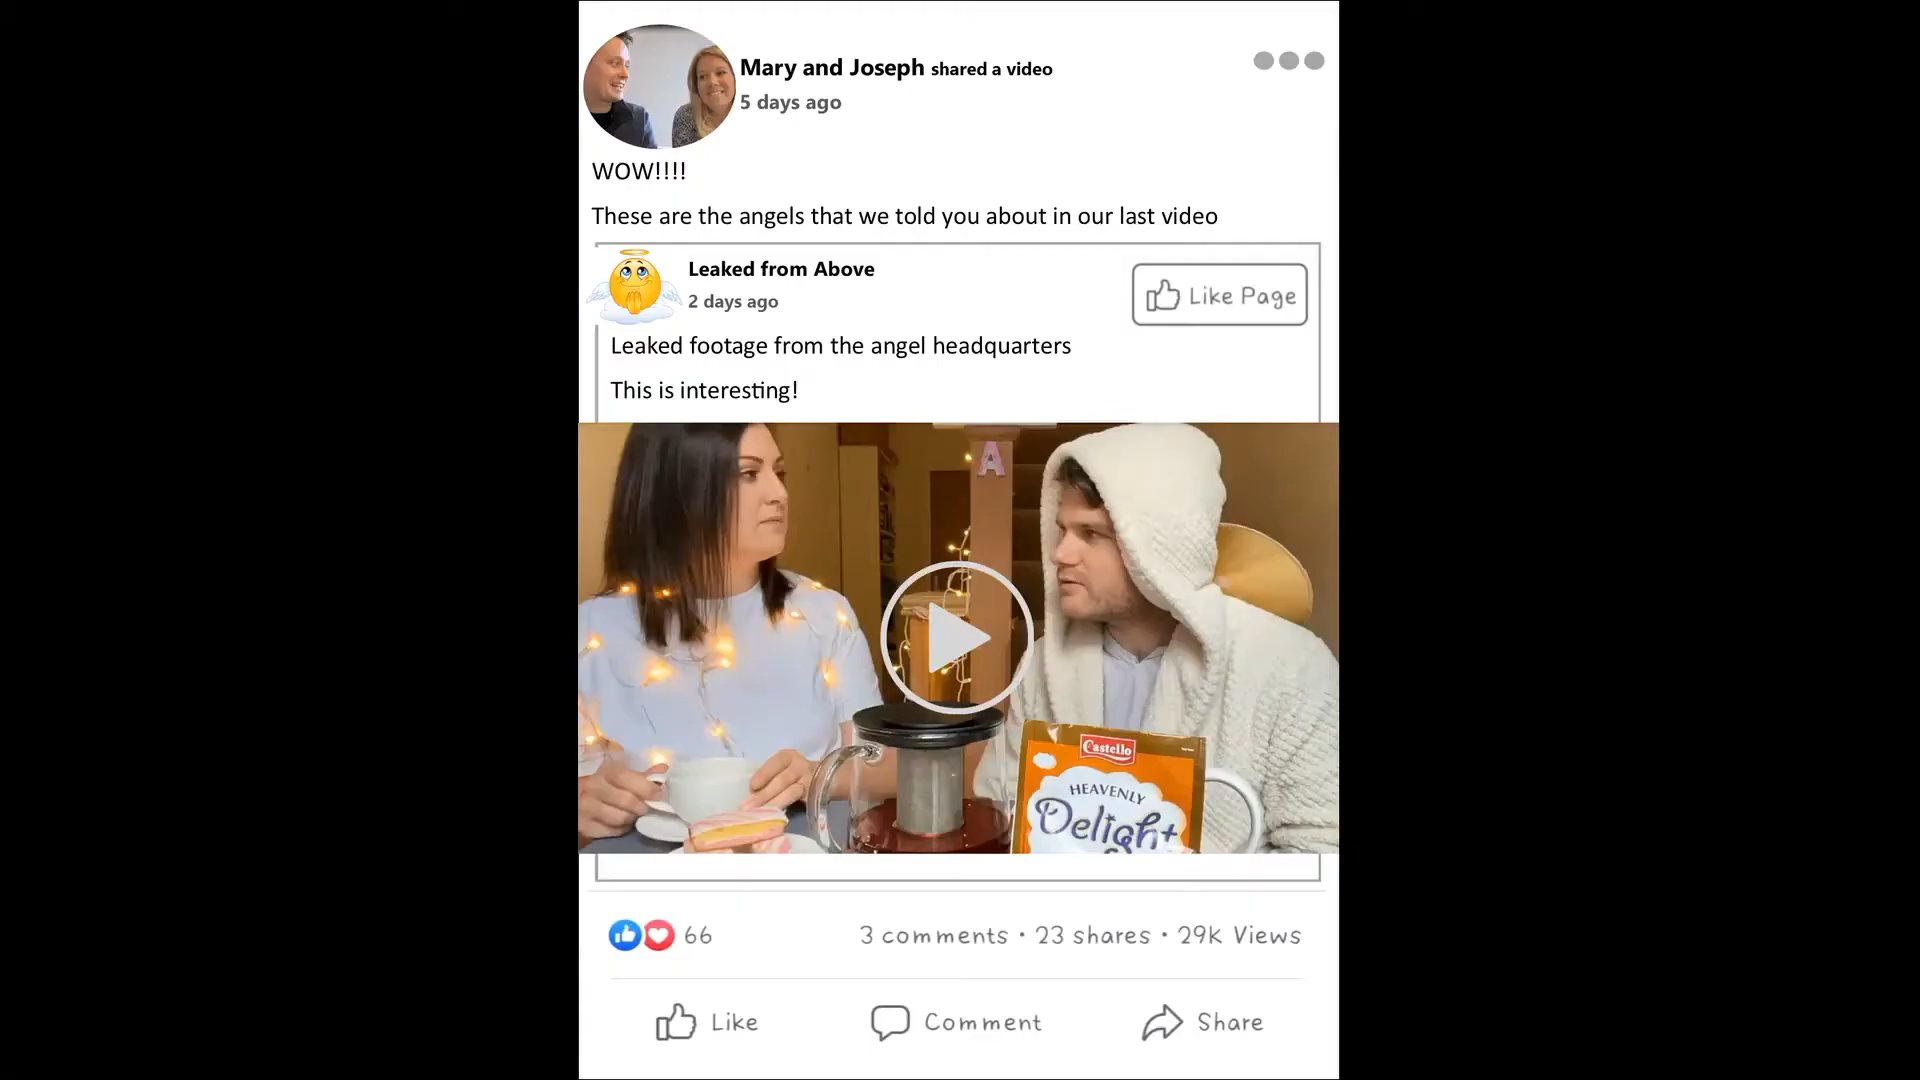 Mary and Joseph shared a video
5 days ago
WOW!!!!
These are the angels that we told you about in our last video
Leaked from Above
2 days ago
Like Page
Leaked footage from the angel headquarters
This is interesting!
A
Castello
HEAVENLY
Delight
66
3 comments • 23 shares • 29K Views
Like
Comment
Share